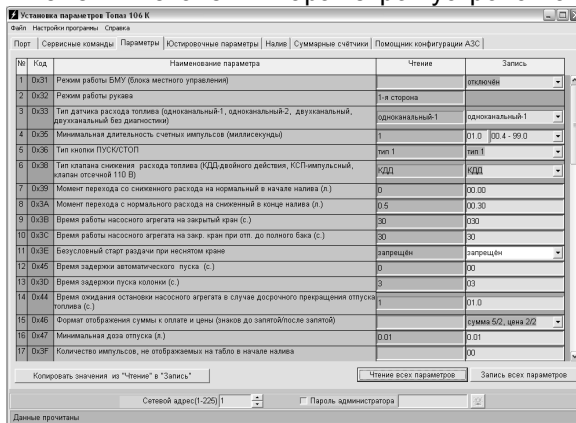 Установка параметров Топаз 106 К
Файл Настройки программы Справка
Порт Сервисные команды Параметры Юстировочные параметры Налив Суммарные счётчики Помощник конфигурации АЗС
№ Код Наименование параметра Чтение Запись
1 0x31 Режим работы БМУ (блока местного управления) отключён
2 0x32 Режим работы рукава 1-я сторона
3 0x33 Тип датчика расхода топлива (одноканальный-1, одноканальный-2, двухканальный, двухканальный без диагностики) одноканальный-1 одноканальный-1
4 0x35 Минимальная длительность счетных импульсов (миллисекунды) 1 01.0 00.4 - 99.0
5 0x36 Тип кнопки ПУСК/СТОП тип 1 тип 1
6 0x38 Тип клапана снижения расхода топлива (КДД-двойного действия, КСП-импульсный, клапан отсечной 110 В) КДД КДД
7 0x39 Момент перехода со сниженного расхода на нормальный в начале налива (л.) 0 00.00
8 0x3A Момент перехода с нормального расхода на сниженный в конце налива (л.) 0.5 00.30
9 0x3B Время работы насосного агрегата на закрытый кран (с.) 30 030
10 0x3C Время работы насосного агрегата на закр. кран при отп. до полного бака (с.) 30 30
11 0x3E Безусловный старт раздачи при неснятом кране запрещён запрещён
12 0x45 Время задержки автоматического пуска (с.) 0 00
13 0x3D Время задержки пуска колонки (с.) 3 03
14 0x44 Время ожидания остановки насосного агрегата в случае досрочного прекращения отпуска топлива (с.) 1 01.0
15 0x46 Формат отображения суммы к оплате и цены (знаков до запятой/после запятой) сумма 5/2, цена 2/2
16 0x47 Минимальная доза отпуска (л.) 0.01 0.01
17 0x3F Количество импульсов, не отображаемых на табло в начале налива 00
Копировать значения из "Чтение" в "Запись" Чтение всех параметров Запись всех параметров
Сетевой адрес(1-225) 1 Пароль администратора
Данные прочитаны